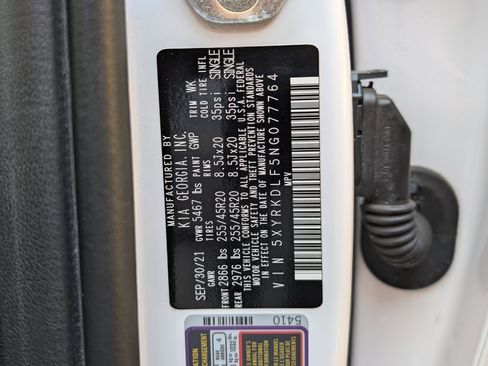 MANUFACTURED BY
KIA GEORGIA, INC. TRIM WK
SEP/30/21 GVWR 5467 lbs PAINT GWP
GAWR TIRES RIMS COLD TIRE INFL
FRONT 2866 lbs 255/45R20 8.5Jx20 35psi SINGLE
REAR 2976 lbs 255/45R20 8.5Jx20 35psi SINGLE
THIS VEHICLE CONFORMS TO ALL APPLICABLE U.S.A. FEDERAL
MOTOR VEHICLE SAFETY AND THEFT PREVENTION STANDARDS
IN EFFECT ON THE DATE OF MANUFACTURE SHOWN ABOVE
VIN 5XYRKDLF5NG077764
MPV
5410